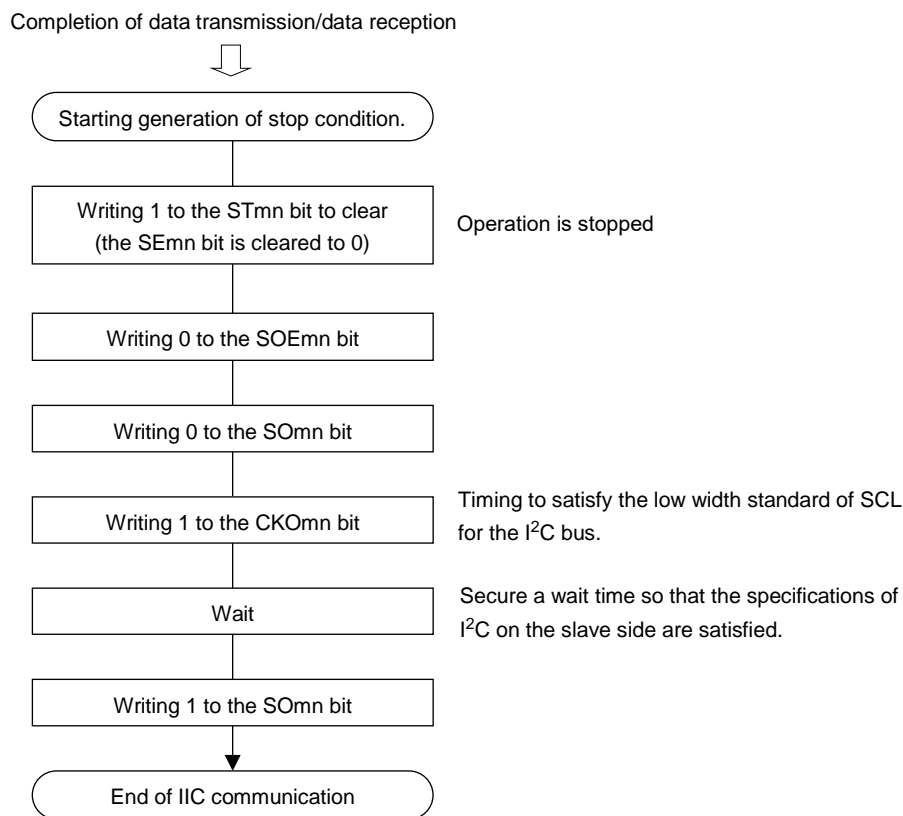 Completion of data transmission/data reception
Starting generation of stop condition.
Writing 1 to the STmn bit to clear
(the SEmn bit is cleared to 0)
Operation is stopped
Writing 0 to the SOEmn bit
Writing 0 to the SOmn bit
Writing 1 to the CKOmn bit
Timing to satisfy the low width standard of SCL
for the I²C bus.
Wait
Secure a wait time so that the specifications of
I²C on the slave side are satisfied.
Writing 1 to the SOmn bit
End of IIC communication